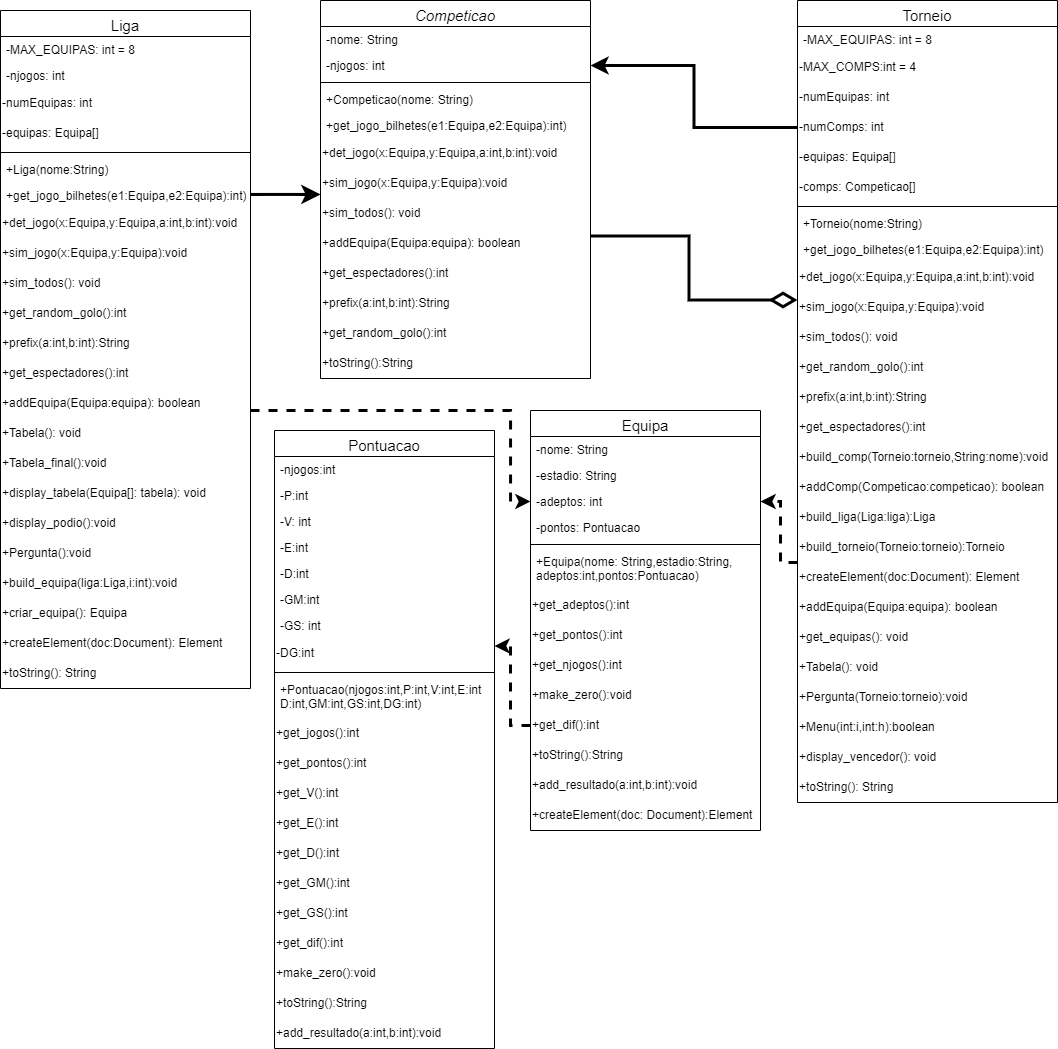 Liga
-MAX_EQUIPAS: int = 8
-njogos: int
-numEquipas: int
-equipas: Equipa[]
+Liga(nome:String)
+get_jogo_bilhetes(e1:Equipa,e2:Equipa):int)
+det_jogo(x:Equipa,y:Equipa,a:int,b:int):void
+sim_jogo(x:Equipa,y:Equipa):void
+sim_todos(): void
+get_random_golo():int
+prefix(a:int,b:int):String
+get_espectadores():int
+addEquipa(Equipa:equipa): boolean
+Tabela(): void
+Tabela_final():void
+display_tabela(Equipa[]: tabela): void
+display_podio():void
+Pergunta():void
+build_equipa(liga:Liga,i:int):void
+criar_equipa(): Equipa
+createElement(doc:Document): Element
+toString(): String
Competicao
-nome: String
-njogos: int
+Competicao(nome: String)
+get_jogo_bilhetes(e1:Equipa,e2:Equipa):int)
+det_jogo(x:Equipa,y:Equipa,a:int,b:int):void
+sim_jogo(x:Equipa,y:Equipa):void
+sim_todos(): void
+addEquipa(Equipa:equipa): boolean
+get_espectadores():int
+prefix(a:int,b:int):String
+get_random_golo():int
+toString():String
Torneio
-MAX_EQUIPAS: int = 8
-MAX_COMPS:int = 4
-numEquipas: int
-numComps: int
-equipas: Equipa[]
-comps: Competicao[]
+Torneio(nome:String)
+get_jogo_bilhetes(e1:Equipa,e2:Equipa):int)
+det_jogo(x:Equipa,y:Equipa,a:int,b:int):void
+sim_jogo(x:Equipa,y:Equipa):void
+sim_todos(): void
+get_random_golo():int
+prefix(a:int,b:int):String
+get_espectadores():int
+build_comp(Torneio:torneio,String:nome):void
+addComp(Competicao:competicao): boolean
+build_liga(Liga:liga):Liga
+build_torneio(Torneio:torneio):Torneio
+createElement(doc:Document): Element
+addEquipa(Equipa:equipa): boolean
+get_equipas(): void
+Tabela(): void
+Pergunta(Torneio:torneio):void
+Menu(int:i,int:h):boolean
+display_vencedor(): void
+toString(): String
Pontuacao
-njogos:int
-P:int
-V: int
-E:int
-D:int
-GM:int
-GS: int
-DG:int
+Pontuacao(njogos:int,P:int,V:int,E:int
D:int,GM:int,GS:int,DG:int)
+get_jogos():int
+get_pontos():int
+get_V():int
+get_E():int
+get_D():int
+get_GM():int
+get_GS():int
+get_dif():int
+make_zero():void
+toString():String
+add_resultado(a:int,b:int):void
Equipa
-nome: String
-estadio: String
-adeptos: int
-pontos: Pontuacao
+Equipa(nome: String,estadio:String,
adeptos:int,pontos:Pontuacao)
+get_adeptos():int
+get_pontos():int
+get_njogos():int
+make_zero():void
+get_dif():int
+toString():String
+add_resultado(a:int,b:int):void
+createElement(doc: Document):Element